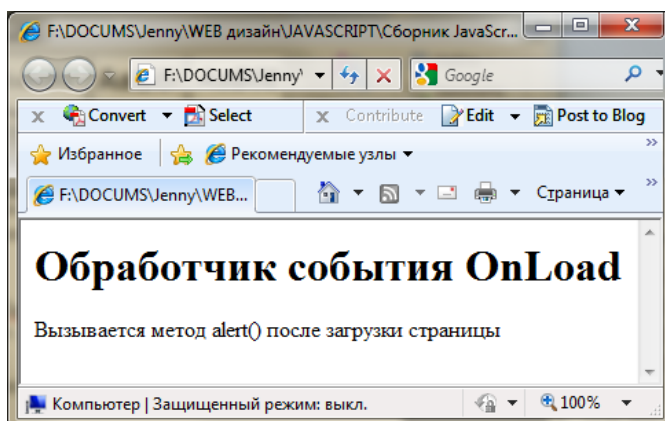 F:\DOCUMS\Jenny\WEB дизайн\JAVASCRIPT\Сборник JavaScr...
F:\DOCUMS\Jenny\ Google
x Convert Select x Contribute Edit Post to Blog
Избранное Рекомендуемые узлы
F:\DOCUMS\Jenny\WEB... Страница
Обработчик события OnLoad
Вызывается метод alert() после загрузки страницы
Компьютер | Защищенный режим: выкл. 100%